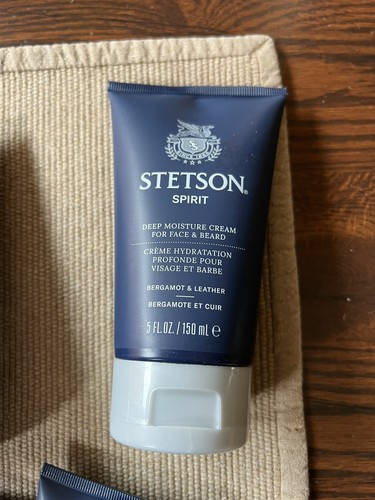 STETSON®
SPIRIT
DEEP MOISTURE CREAM
FOR FACE & BEARD
CRÈME HYDRATATION
PROFONDE POUR
VISAGE ET BARBE
BERGAMOT & LEATHER
BERGAMOTE ET CUIR
5 FL.OZ./150 mL ℮